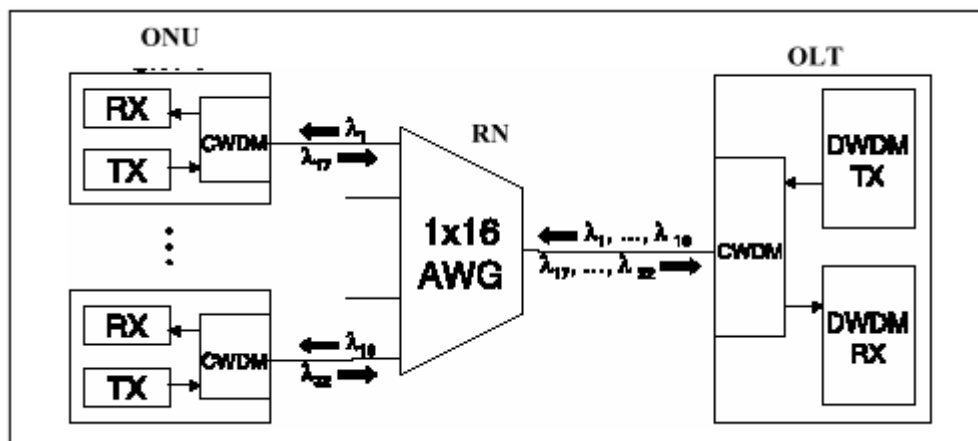 ONU
OLT
RX
TX
CWDM
λ1
λ17
RN
1x16
AWG
λ1, ..., λ16
λ17, ..., λ32
CWDM
DWDM
TX
DWDM
RX
RX
TX
CWDM
λ16
λ32